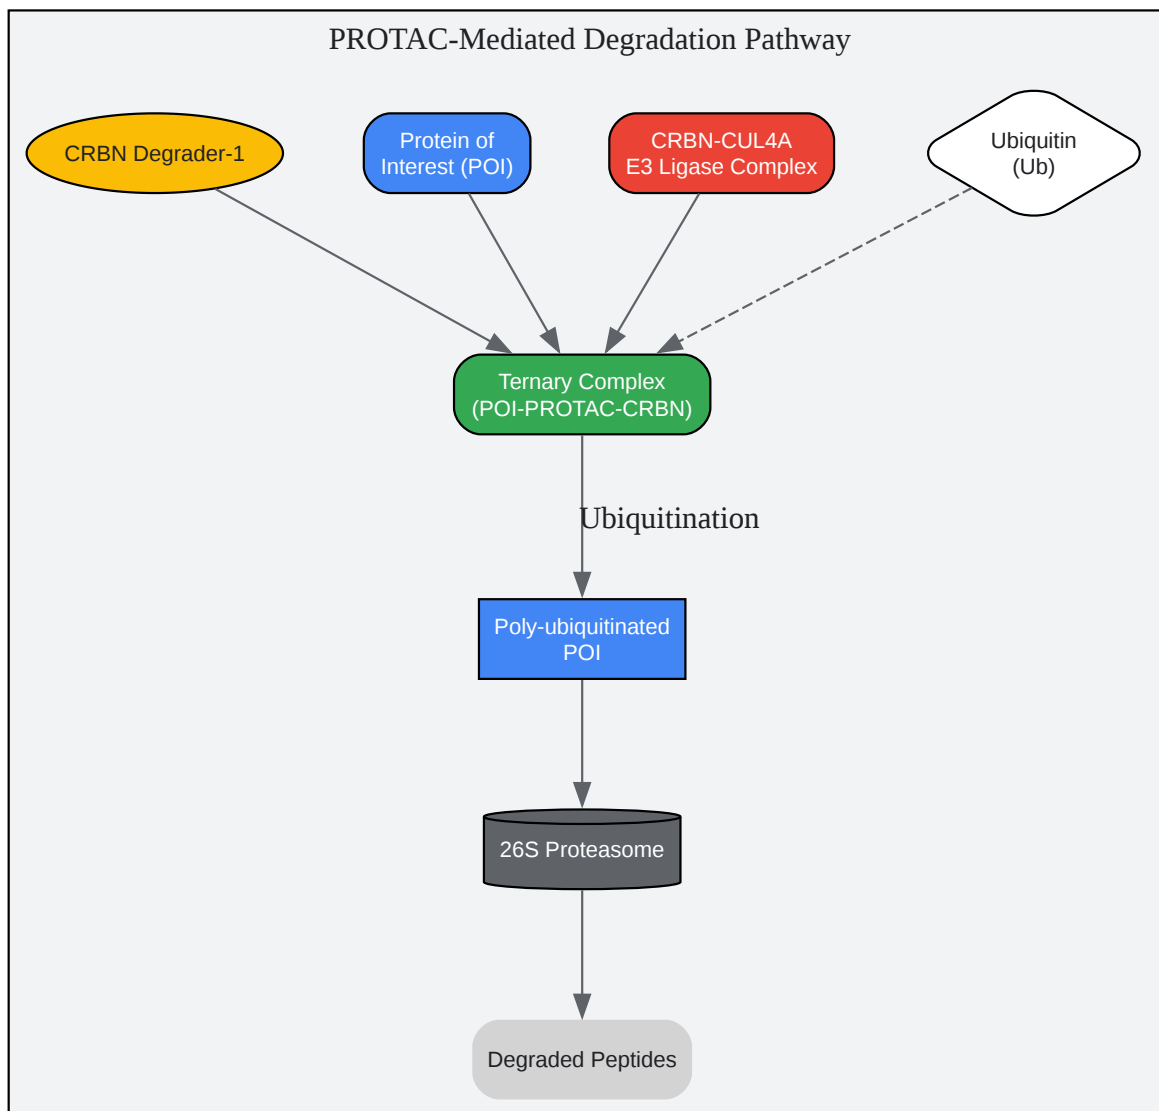 PROTAC-Mediated Degradation Pathway
CRBN Degrader-1
Protein of
Interest (POI)
CRBN-CUL4A
E3 Ligase Complex
Ubiquitin
(Ub)
Ternary Complex
(POI-PROTAC-CRBN)
Ubiquitination
Poly-ubiquitinated
POI
26S Proteasome
Degraded Peptides